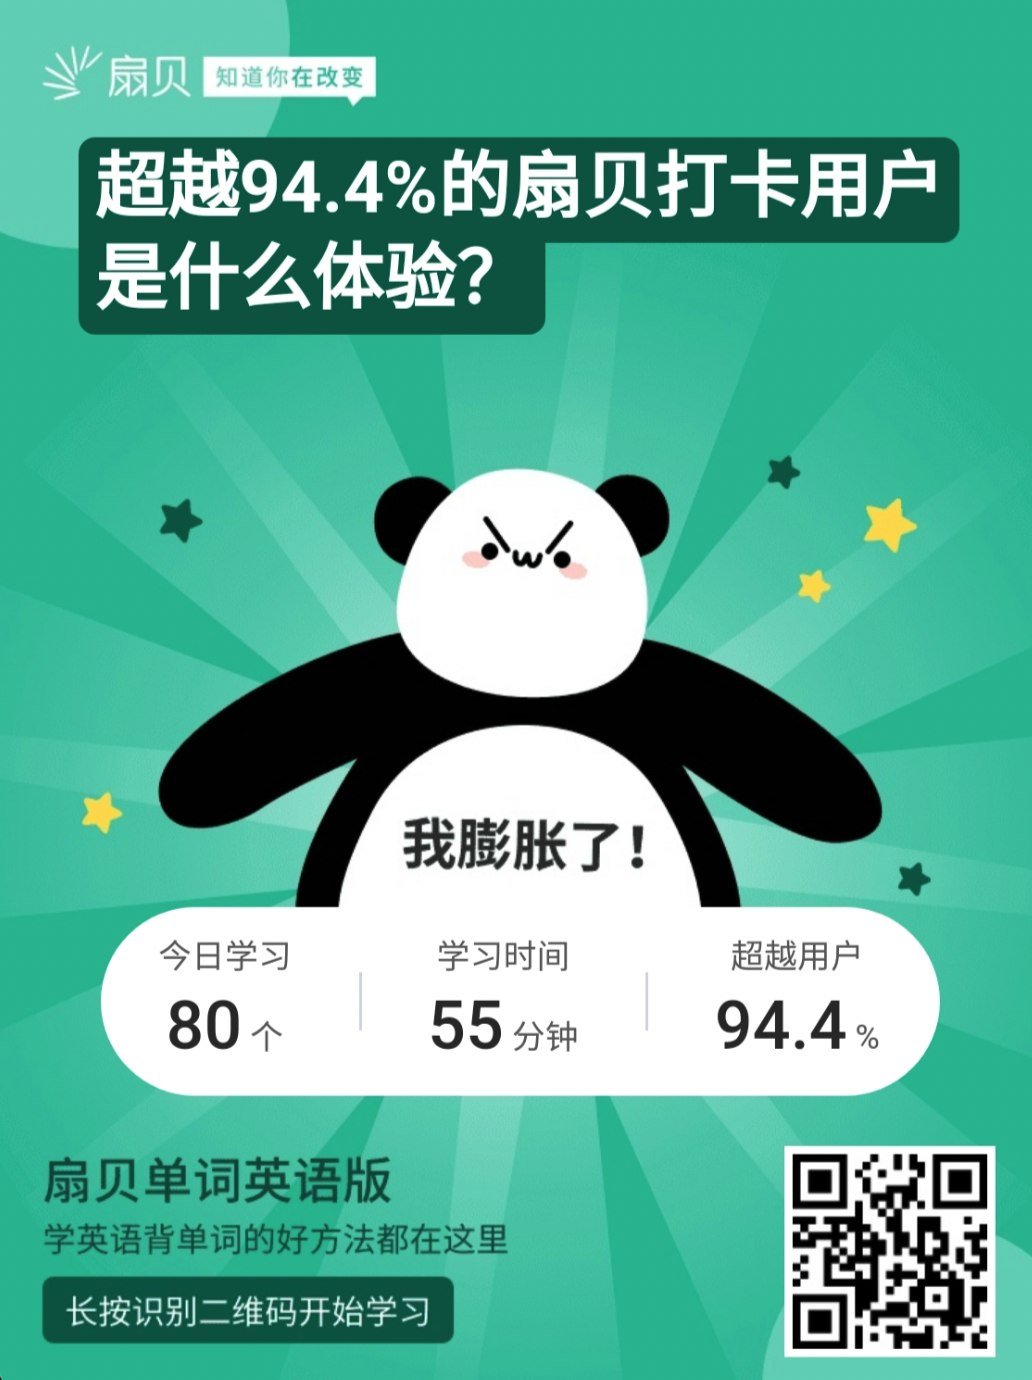 扇贝 知道你在改变
超越94.4%的扇贝打卡用户
是什么体验？
我膨胀了！
今日学习 学习时间 超越用户
80个 55分钟 94.4%
扇贝单词英语版
学英语背单词的好方法都在这里
长按识别二维码开始学习